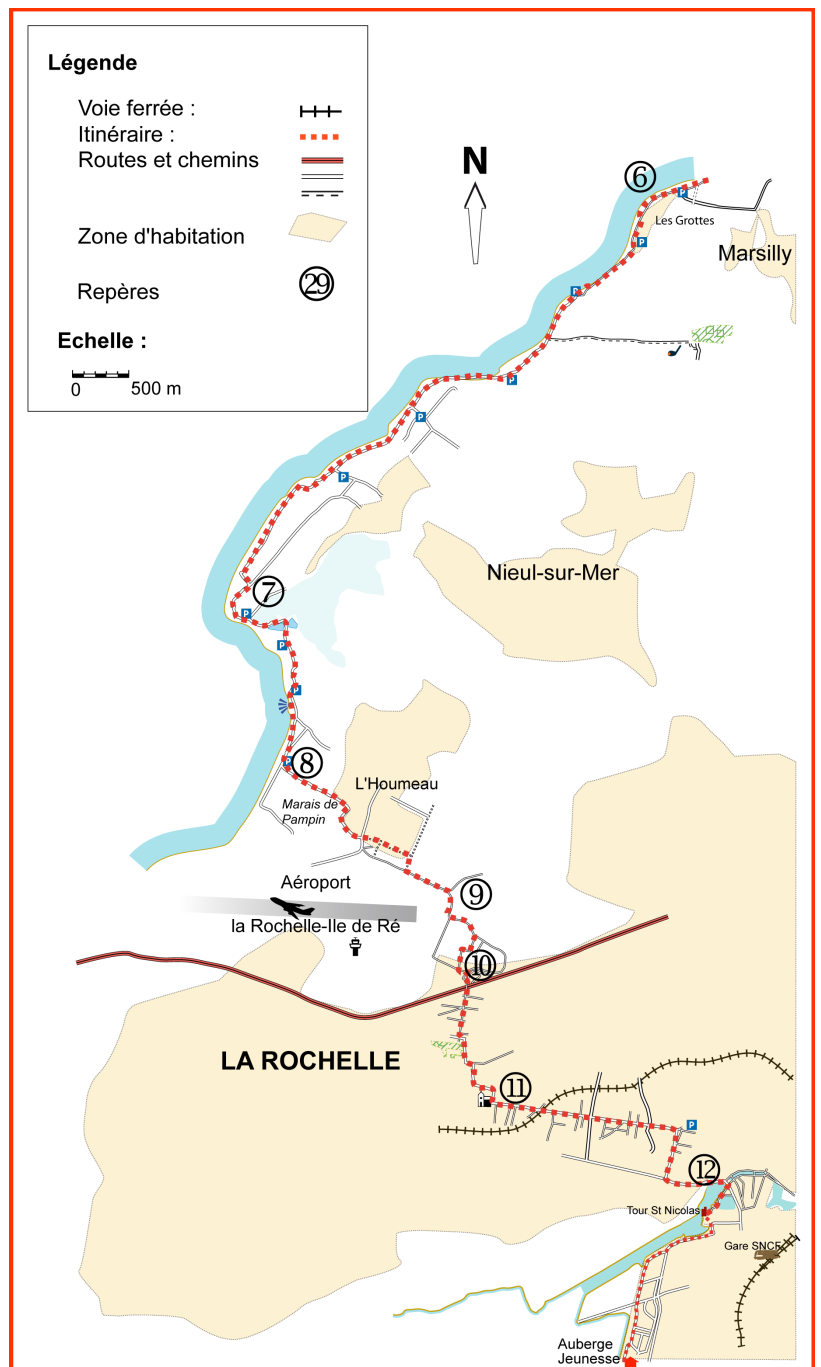 Légende
Voie ferrée :
Itinéraire :
Routes et chemins
Zone d'habitation
Repères
29
Echelle :
0 500 m
N
6
P
Les Grottes
Marsilly
P
P
P
P
P
Nieul-sur-Mer
7
P
P
P
8
P
L'Houmeau
Marais de
Pampin
Aéroport
9
la Rochelle-Ile de Ré
10
LA ROCHELLE
11
P
12
Tour St Nicolas
Gare SNCF
Auberge
Jeunesse